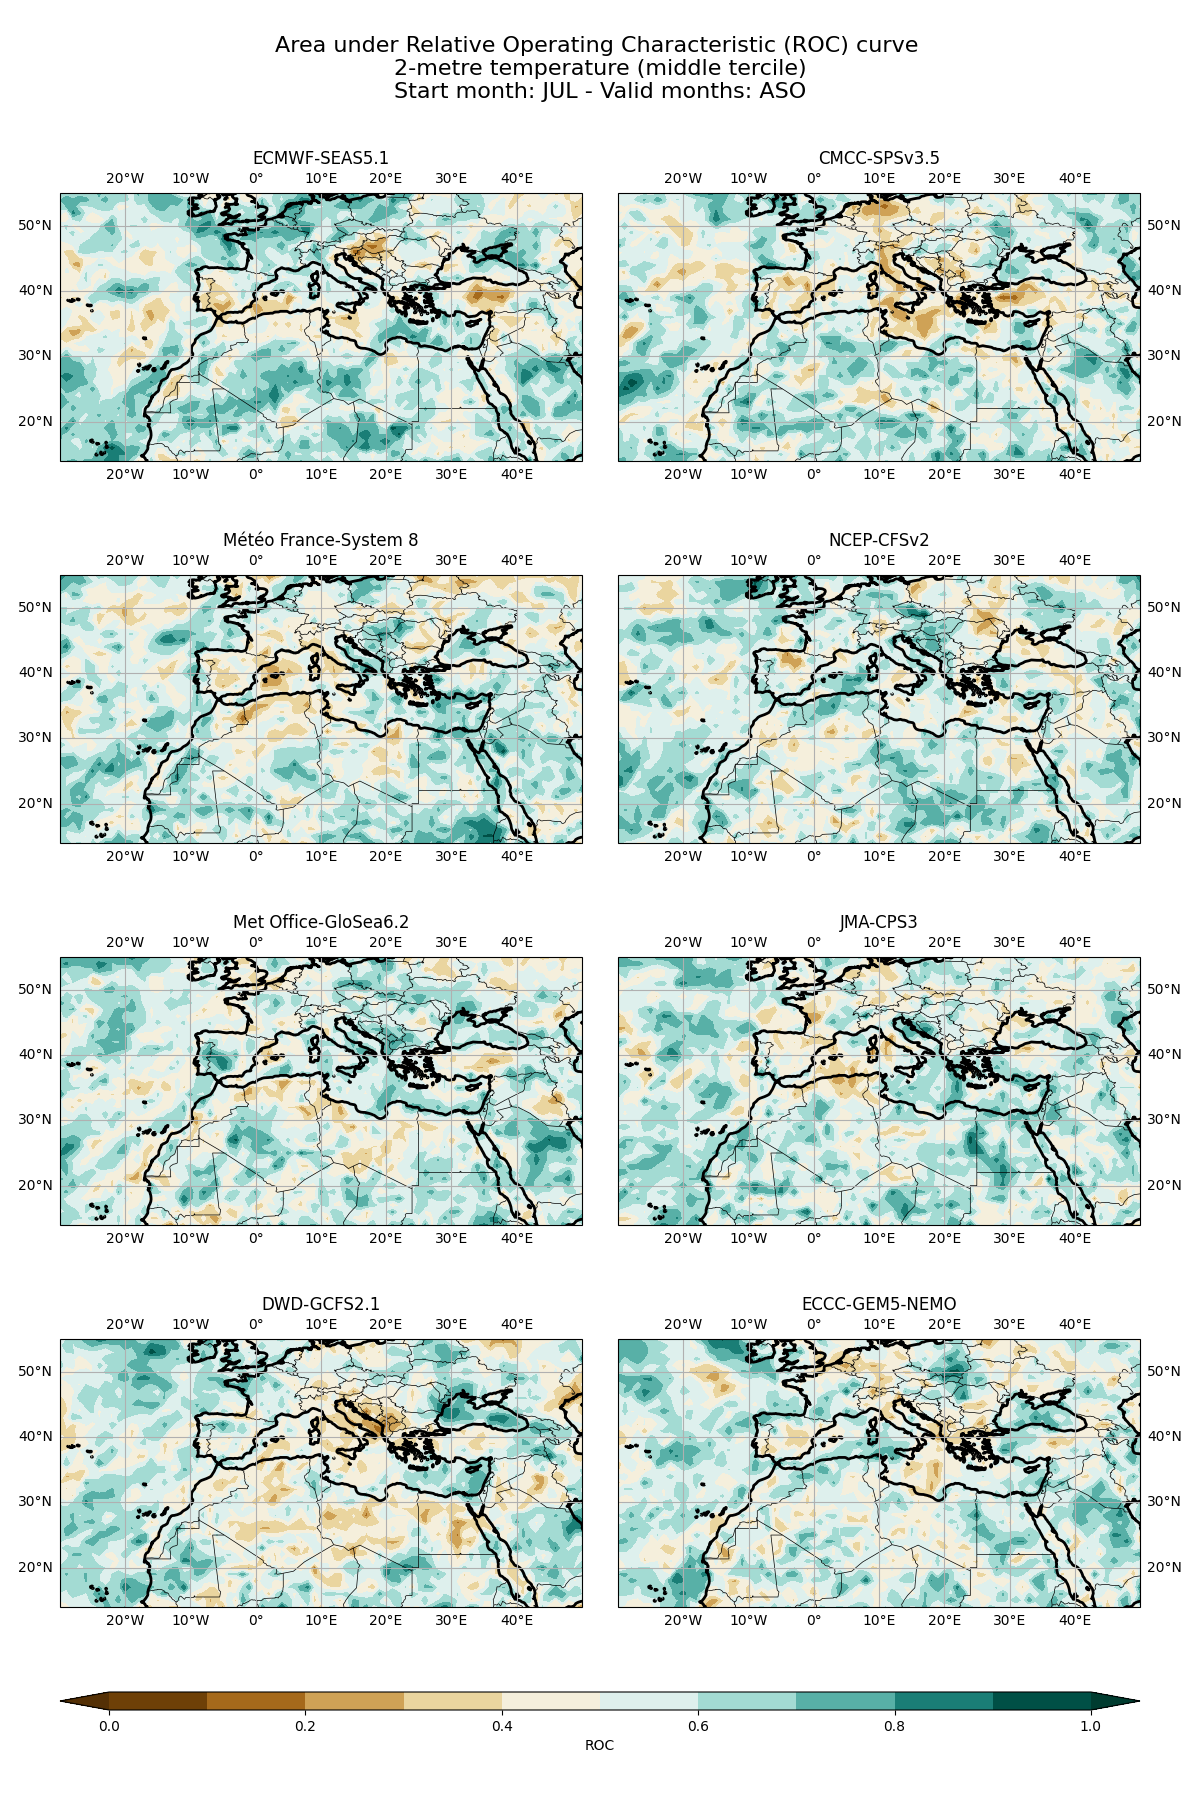 Area under Relative Operating Characteristic (ROC) curve
2-metre temperature (middle tercile)
Start month: JUL - Valid months: ASO
ECMWF-SEAS5.1
20°W 10°W 0° 10°E 20°E 30°E 40°E
50°N
40°N
30°N
20°N
20°W 10°W 0° 10°E 20°E 30°E 40°E
CMCC-SPSv3.5
20°W 10°W 0° 10°E 20°E 30°E 40°E
50°N
40°N
30°N
20°N
20°W 10°W 0° 10°E 20°E 30°E 40°E
Météo France-System 8
20°W 10°W 0° 10°E 20°E 30°E 40°E
50°N
40°N
30°N
20°N
20°W 10°W 0° 10°E 20°E 30°E 40°E
NCEP-CFSv2
20°W 10°W 0° 10°E 20°E 30°E 40°E
50°N
40°N
30°N
20°N
20°W 10°W 0° 10°E 20°E 30°E 40°E
Met Office-GloSea6.2
20°W 10°W 0° 10°E 20°E 30°E 40°E
50°N
40°N
30°N
20°N
20°W 10°W 0° 10°E 20°E 30°E 40°E
JMA-CPS3
20°W 10°W 0° 10°E 20°E 30°E 40°E
50°N
40°N
30°N
20°N
20°W 10°W 0° 10°E 20°E 30°E 40°E
DWD-GCFS2.1
20°W 10°W 0° 10°E 20°E 30°E 40°E
50°N
40°N
30°N
20°N
20°W 10°W 0° 10°E 20°E 30°E 40°E
ECCC-GEM5-NEMO
20°W 10°W 0° 10°E 20°E 30°E 40°E
50°N
40°N
30°N
20°N
20°W 10°W 0° 10°E 20°E 30°E 40°E
0.0 0.2 0.4 0.6 0.8 1.0
ROC